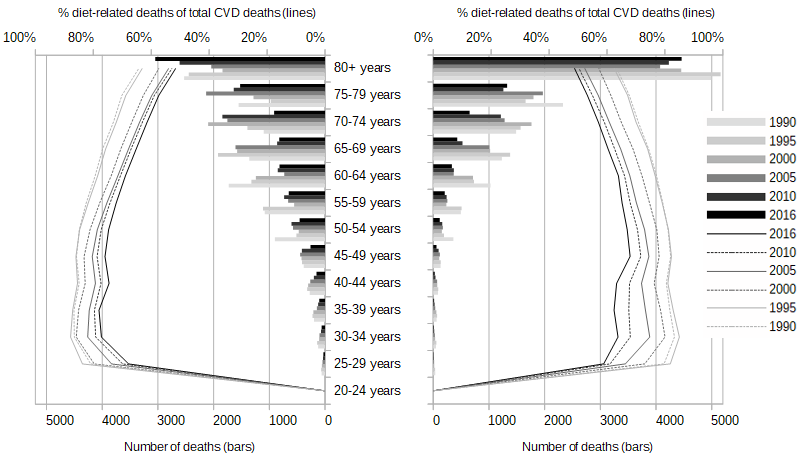 % diet-related deaths of total CVD deaths (lines)
% diet-related deaths of total CVD deaths (lines)
100% 80% 60% 40% 20% 0%
0% 20% 40% 60% 80% 100%
80+ years
75-79 years
70-74 years
65-69 years
60-64 years
55-59 years
50-54 years
45-49 years
40-44 years
35-39 years
30-34 years
25-29 years
20-24 years
1990
1995
2000
2005
2010
2016
2016
2010
2005
2000
1995
1990
5000 4000 3000 2000 1000 0
0 1000 2000 3000 4000 5000
Number of deaths (bars)
Number of deaths (bars)